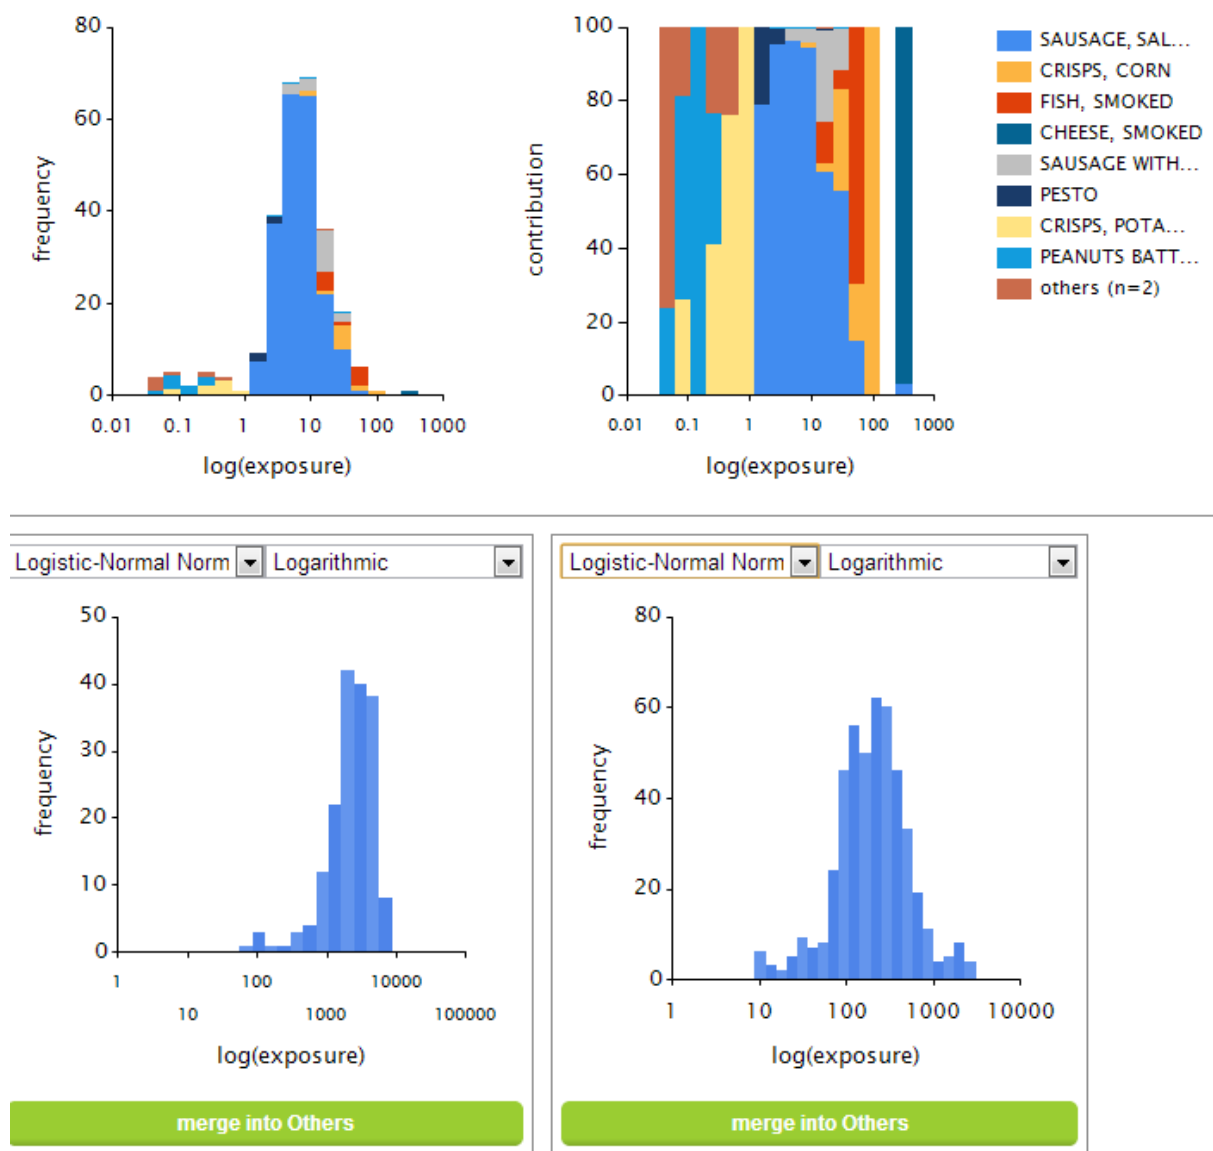 80
60
40
20
0
frequency
0.01 0.1 1 10 100 1000
log(exposure)
100
80
60
40
20
0
contribution
0.01 0.1 1 10 100 1000
log(exposure)
SAUSAGE, SAL...
CRISPS, CORN
FISH, SMOKED
CHEESE, SMOKED
SAUSAGE WITH...
PESTO
CRISPS, POTA...
PEANUTS BATT...
others (n=2)
Logistic-Normal Norm Logarithmic
50
40
30
20
10
0
frequency
1 100 10000
10 1000 100000
log(exposure)
merge into Others
Logistic-Normal Norm Logarithmic
80
60
40
20
0
frequency
1 10 100 1000 10000
log(exposure)
merge into Others